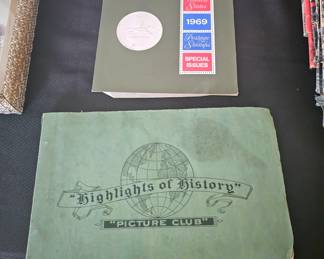 United States
1969
Postage
Stamps
SPECIAL
ISSUES
"Highlights of History"
"PICTURE CLUB"